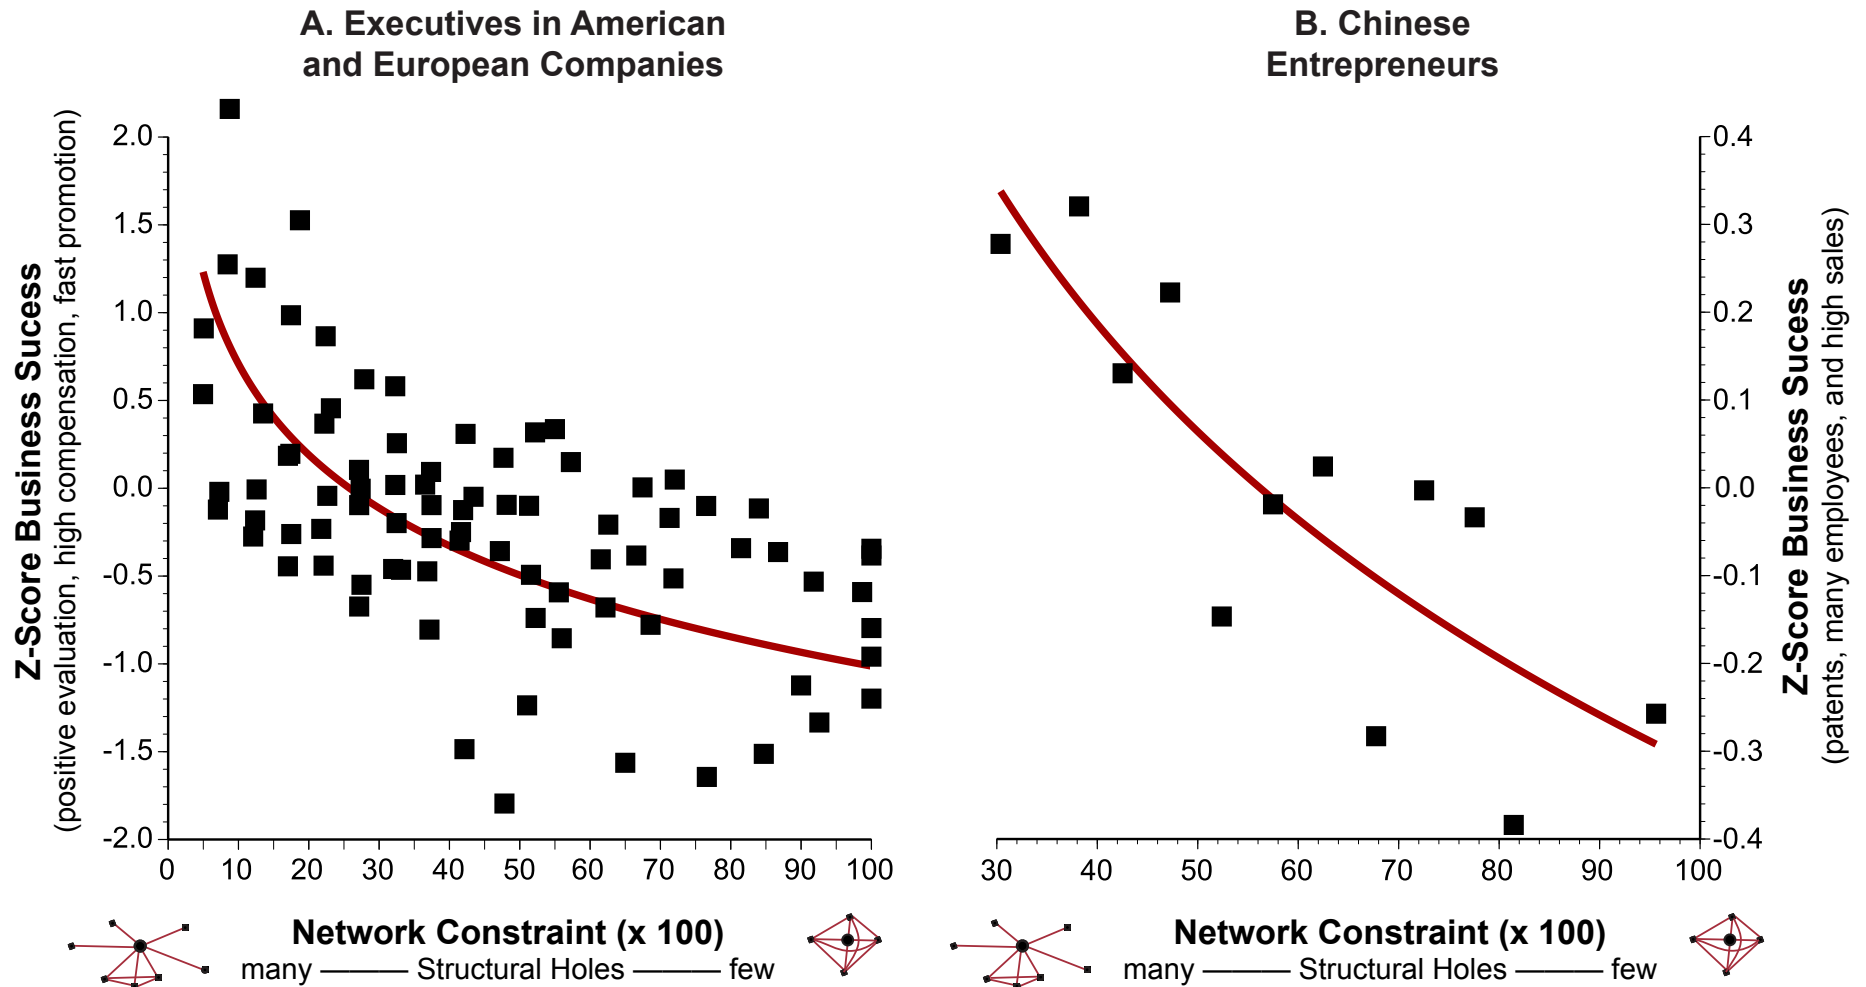 A. Executives in American
and European Companies
Z-Score Business Sucess
(positive evaluation, high compensation, fast promotion)
2.0
1.5
1.0
0.5
0.0
-0.5
-1.0
-1.5
-2.0
0 10 20 30 40 50 60 70 80 90 100
Network Constraint (x 100)
many Structural Holes few
B. Chinese
Entrepreneurs
0.4
0.3
0.2
0.1
0.0
-0.1
-0.2
-0.3
-0.4
Z-Score Business Sucess
(patents, many employees, and high sales)
30 40 50 60 70 80 90 100
Network Constraint (x 100)
many Structural Holes few